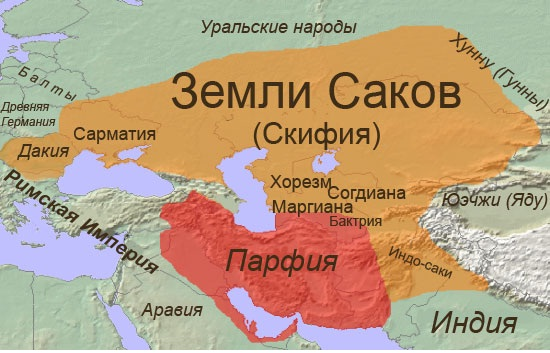 Уральские народы
Хунну (Гунны)
Балты
Земли Саков
(Скифия)
Древняя
Германия
Сарматия
Дакия
Хорезм
Согдиана
Маргиана
Бактрия
Юэчжи (Яду)
Римская Империя
Парфия
Индо-саки
Аравия
Индия